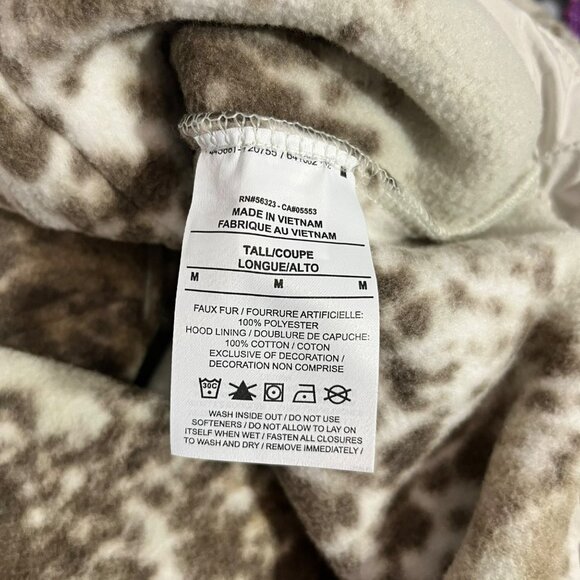 RN#56323 - CA#05553
MADE IN VIETNAM
FABRIQUE AU VIETNAM
TALL/COUPE
LONGUE/ALTO
M M M
FAUX FUR / FOURRURE ARTIFICIELLE:
100% POLYESTER
HOOD LINING / DOUBLURE DE CAPUCHE:
100% COTTON / COTON
EXCLUSIVE OF DECORATION /
DECORATION NON COMPRISE
30C
WASH INSIDE OUT / DO NOT USE
SOFTENERS / DO NOT ALLOW TO LAY ON
ITSELF WHEN WET / FASTEN ALL CLOSURES
TO WASH AND DRY / REMOVE IMMEDIATELY /